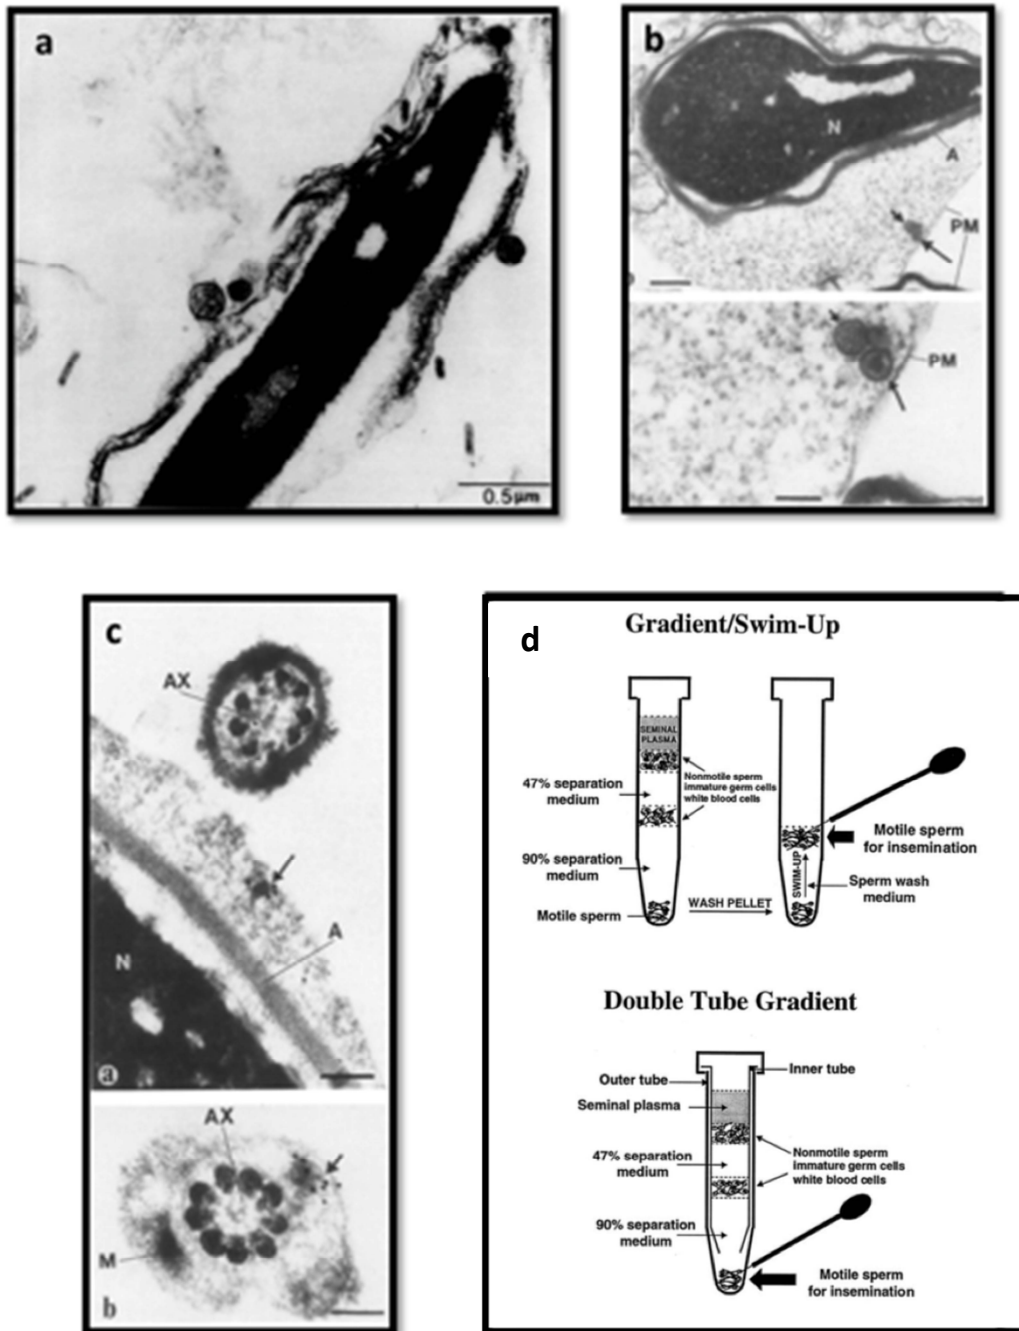 a
0.5 µm
b
N
A
PM
PM
c
AX
A
N
a
AX
M
b
d
Gradient/Swim-Up
SEMINAL
PLASMA
47% separation
medium
Nonmotile sperm
immature germ cells
white blood cells
90% separation
medium
Motile sperm
WASH PELLET
SWIM-UP
Motile sperm
for insemination
Sperm wash
medium
Double Tube Gradient
Outer tube
Inner tube
Seminal plasma
47% separation
medium
Nonmotile sperm
immature germ cells
white blood cells
90% separation
medium
Motile sperm
for insemination